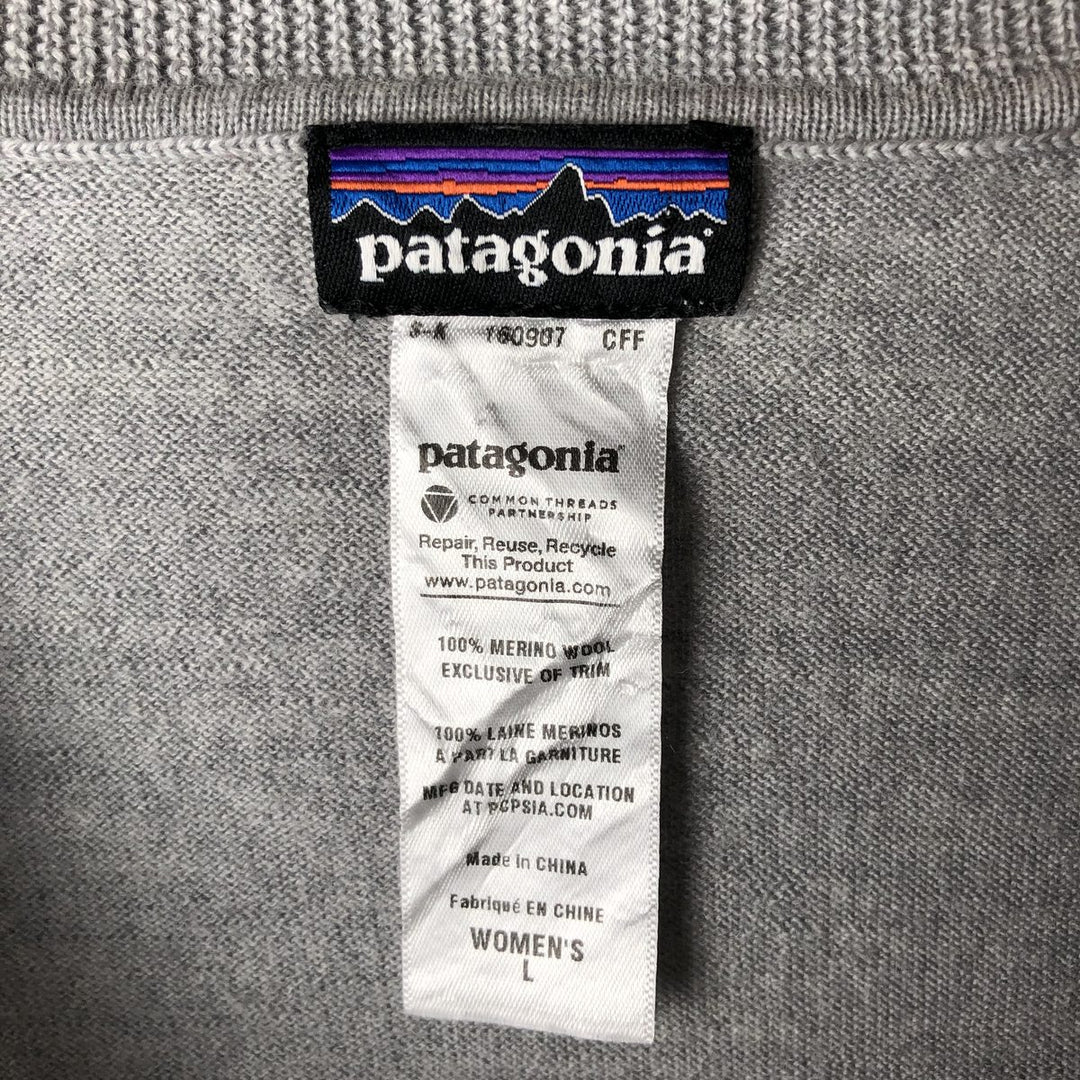 patagonia®
CFF
patagonia®
COMMON THREADS
PARTNERSHIP
Repair, Reuse, Recycle
This Product
www.patagonia.com
100% MERINO WOOL
EXCLUSIVE OF TRIM
100% LAINE MERINOS
A PART LA GARNITURE
MFG DATE AND LOCATION
AT PCPSIA.COM
Made in CHINA
Fabriqué EN CHINE
WOMEN'S
L